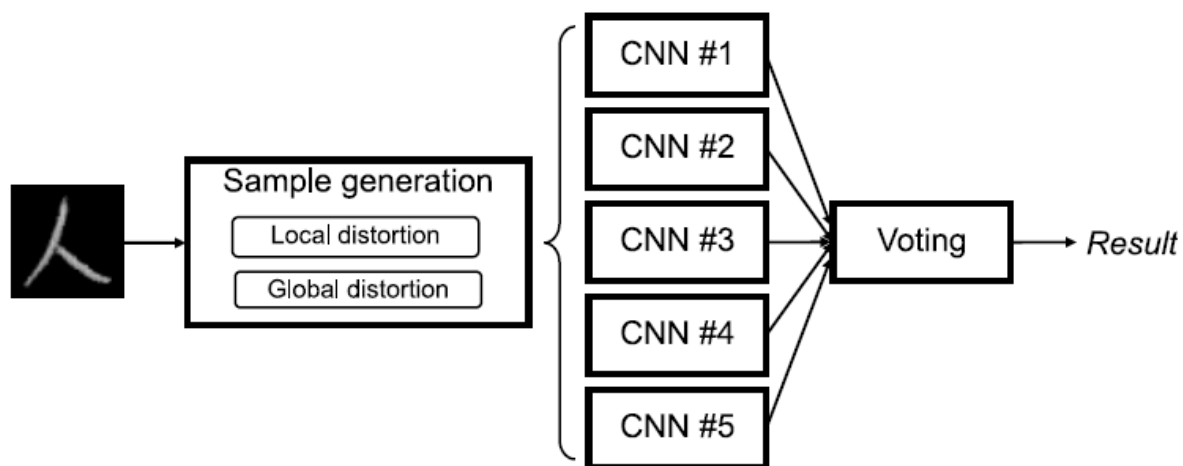 人
Sample generation
Local distortion
Global distortion
CNN #1
CNN #2
CNN #3
CNN #4
CNN #5
Voting
Result